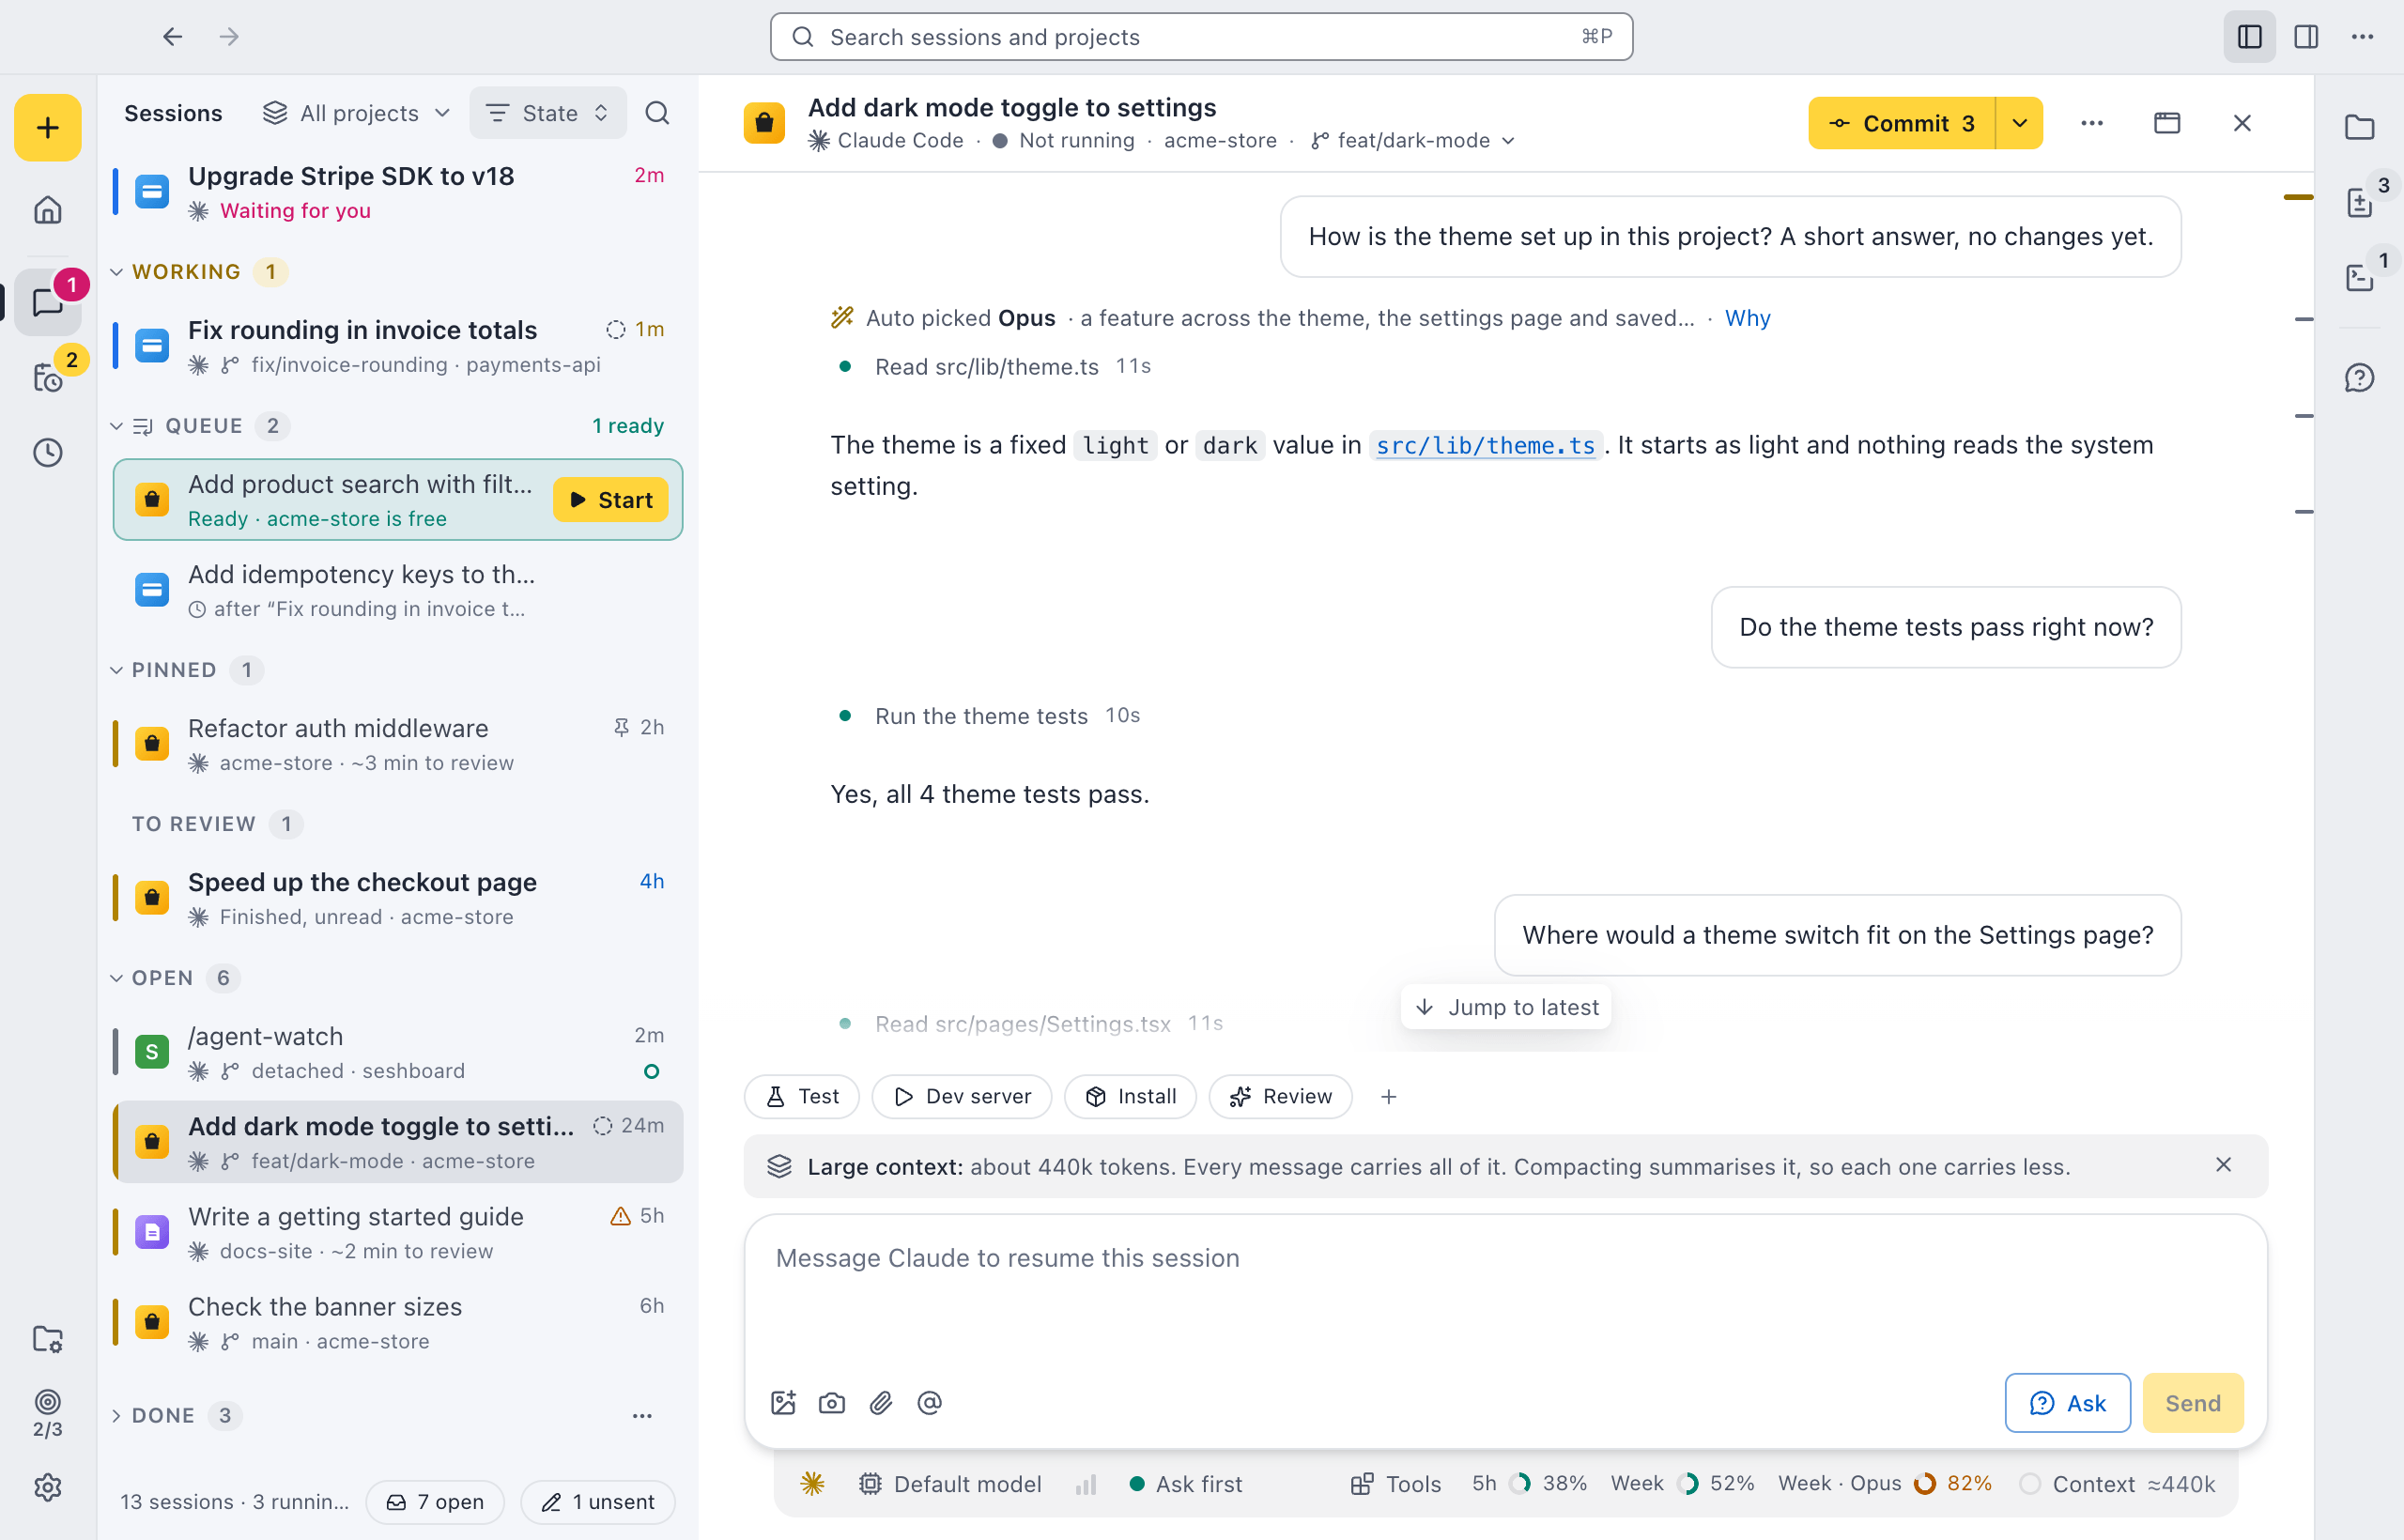 Search sessions and projects ⌘P
Sessions All projects State
Upgrade Stripe SDK to v18 2m
Waiting for you
WORKING 1
Fix rounding in invoice totals 1m
fix/invoice-rounding · payments-api
QUEUE 2 1 ready
Add product search with filt... Start
Ready · acme-store is free
Add idempotency keys to th...
after “Fix rounding in invoice t...
PINNED 1
Refactor auth middleware 2h
acme-store · ~3 min to review
TO REVIEW 1
Speed up the checkout page 4h
Finished, unread · acme-store
OPEN 6
S /agent-watch 2m
detached · seshboard
Add dark mode toggle to setti... 24m
feat/dark-mode · acme-store
Write a getting started guide 5h
docs-site · ~2 min to review
Check the banner sizes 6h
main · acme-store
DONE 3
13 sessions · 3 runnin... 7 open 1 unsent
1
2
2/3
Add dark mode toggle to settings
Claude Code · Not running · acme-store · feat/dark-mode
Commit 3
How is the theme set up in this project? A short answer, no changes yet.
Auto picked Opus · a feature across the theme, the settings page and saved... · Why
Read src/lib/theme.ts 11s
The theme is a fixed light or dark value in src/lib/theme.ts. It starts as light and nothing reads the system
setting.
Do the theme tests pass right now?
Run the theme tests 10s
Yes, all 4 theme tests pass.
Where would a theme switch fit on the Settings page?
Jump to latest
Read src/pages/Settings.tsx 11s
Test Dev server Install Review
Large context: about 440k tokens. Every message carries all of it. Compacting summarises it, so each one carries less.
Message Claude to resume this session
Ask Send
Default model Ask first Tools 5h 38% Week 52% Week · Opus 82% Context ≈440k
3
1